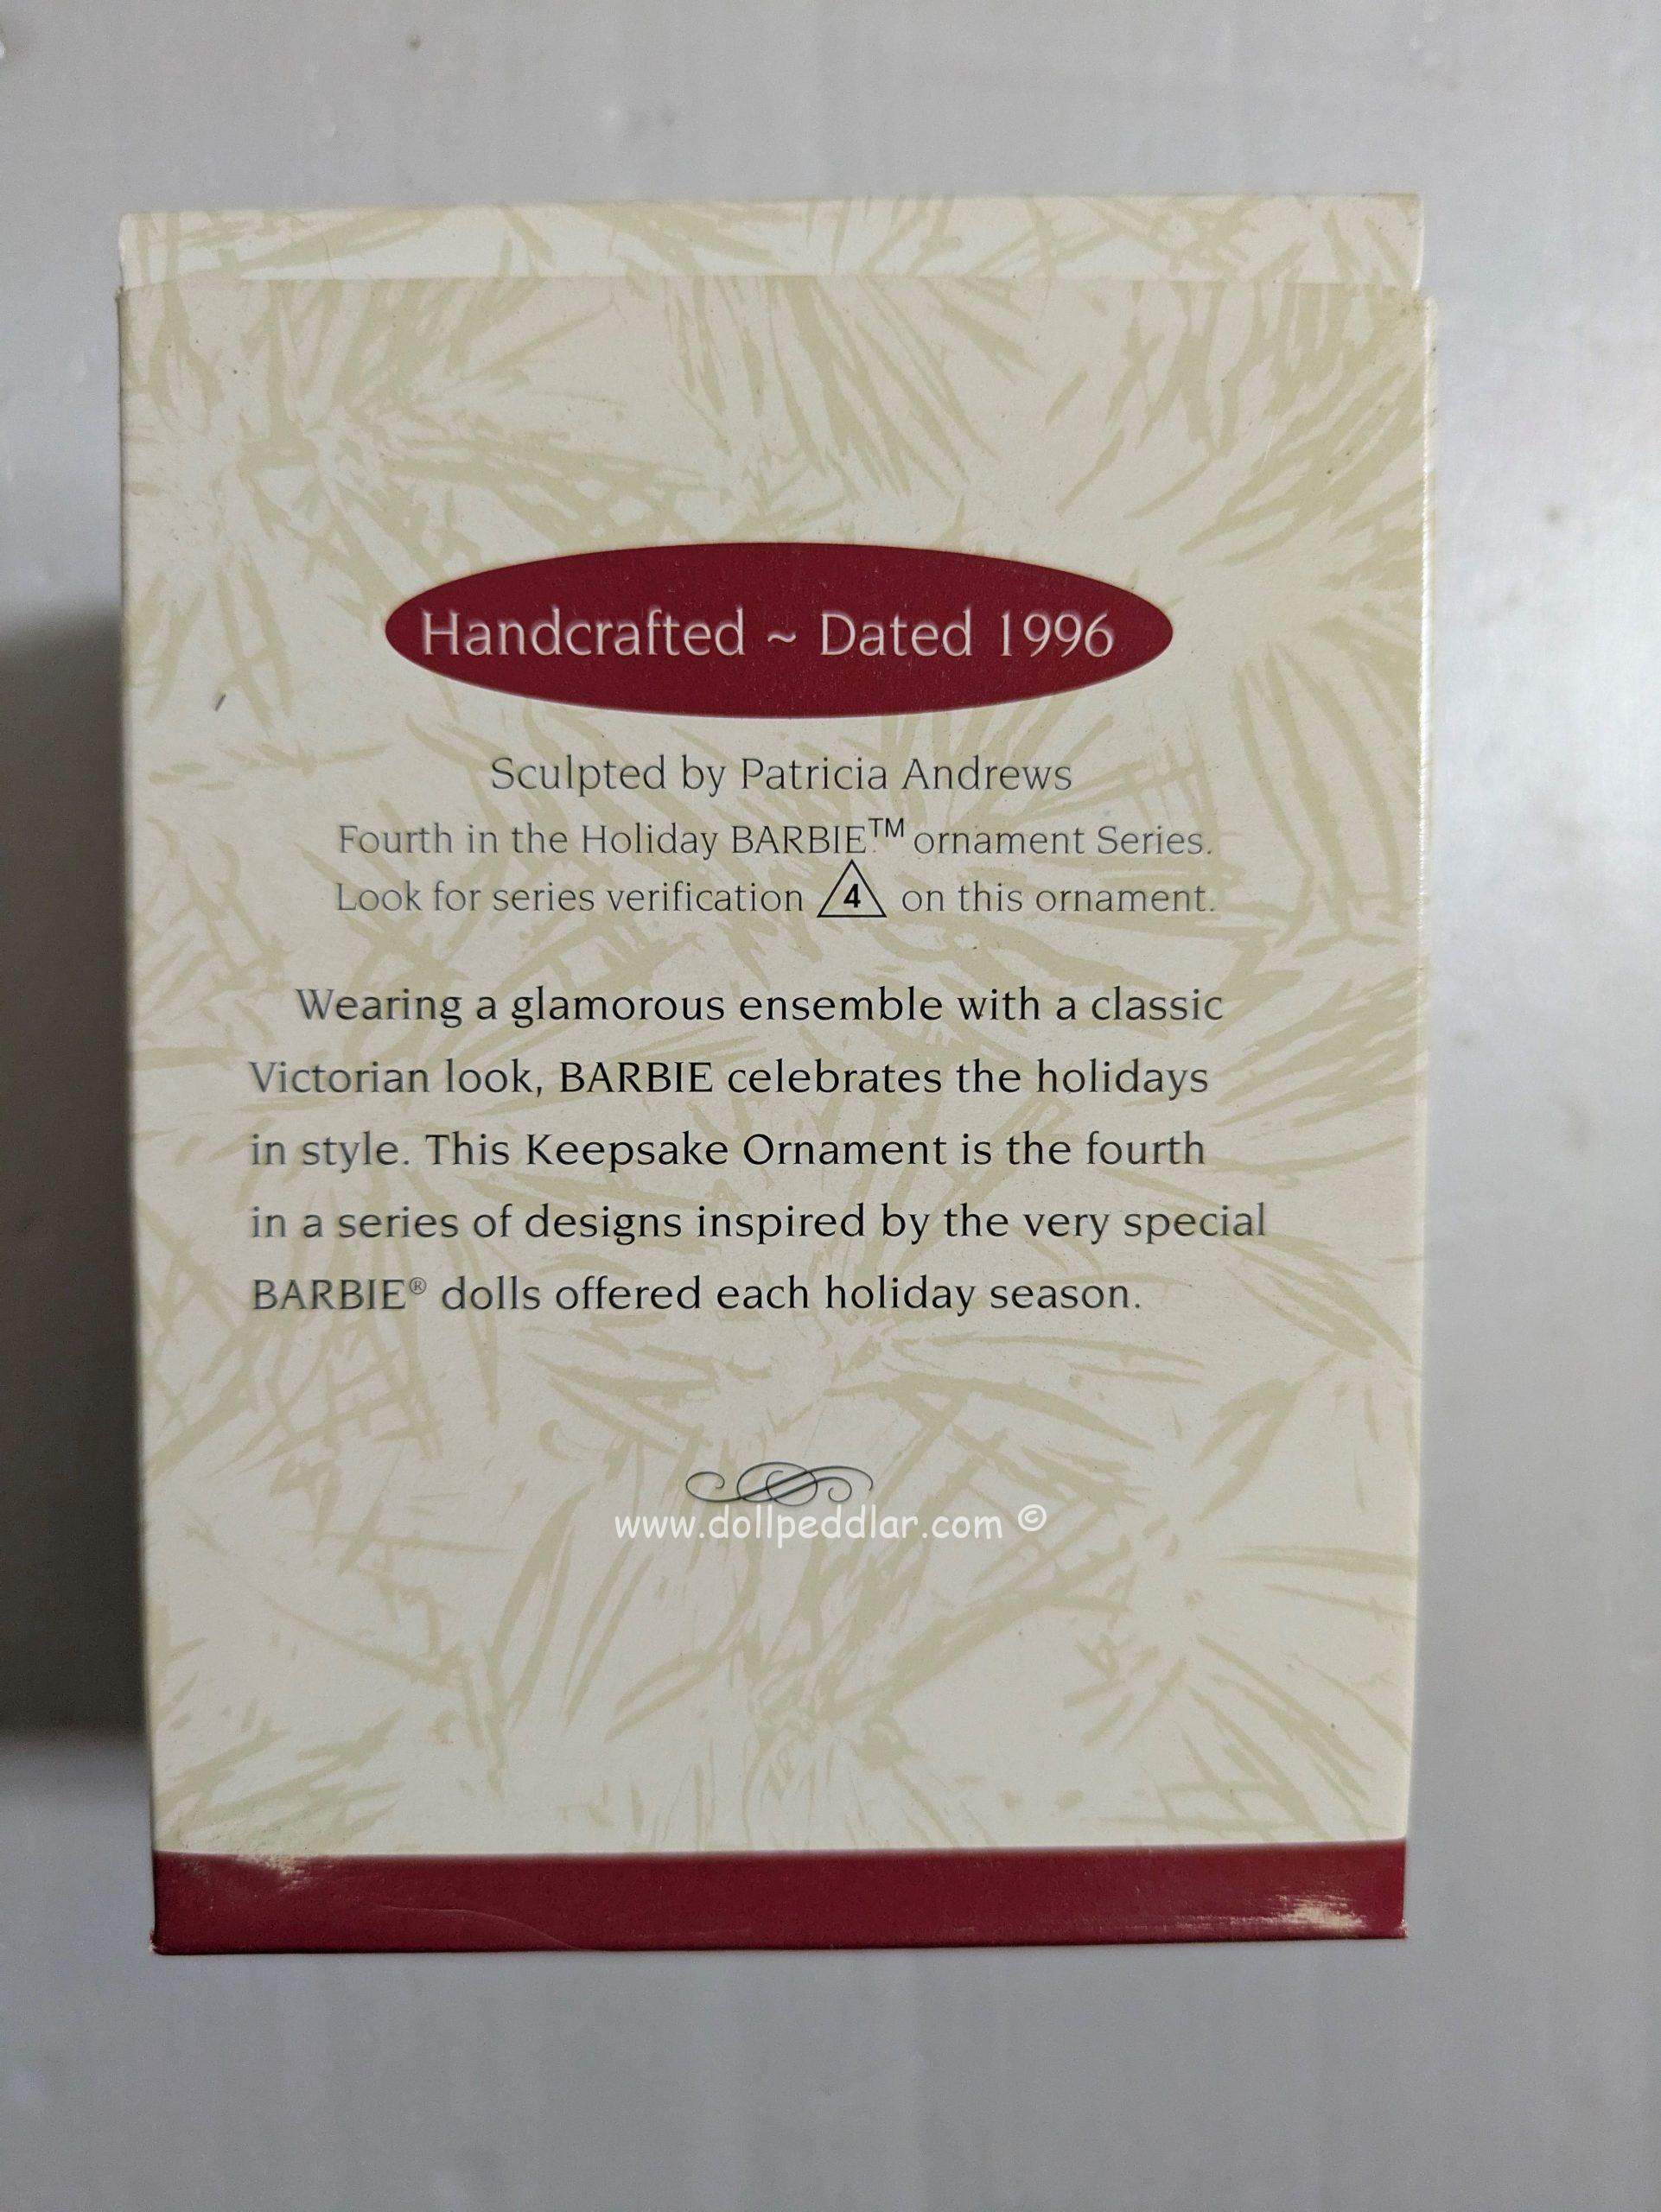 Handcrafted ~ Dated 1996
Sculpted by Patricia Andrews
Fourth in the Holiday BARBIE™ ornament Series.
Look for series verification 4 on this ornament.
Wearing a glamorous ensemble with a classic
Victorian look, BARBIE celebrates the holidays
in style. This Keepsake Ornament is the fourth
in a series of designs inspired by the very special
BARBIE® dolls offered each holiday season.
www.dollpeddlar.com ©